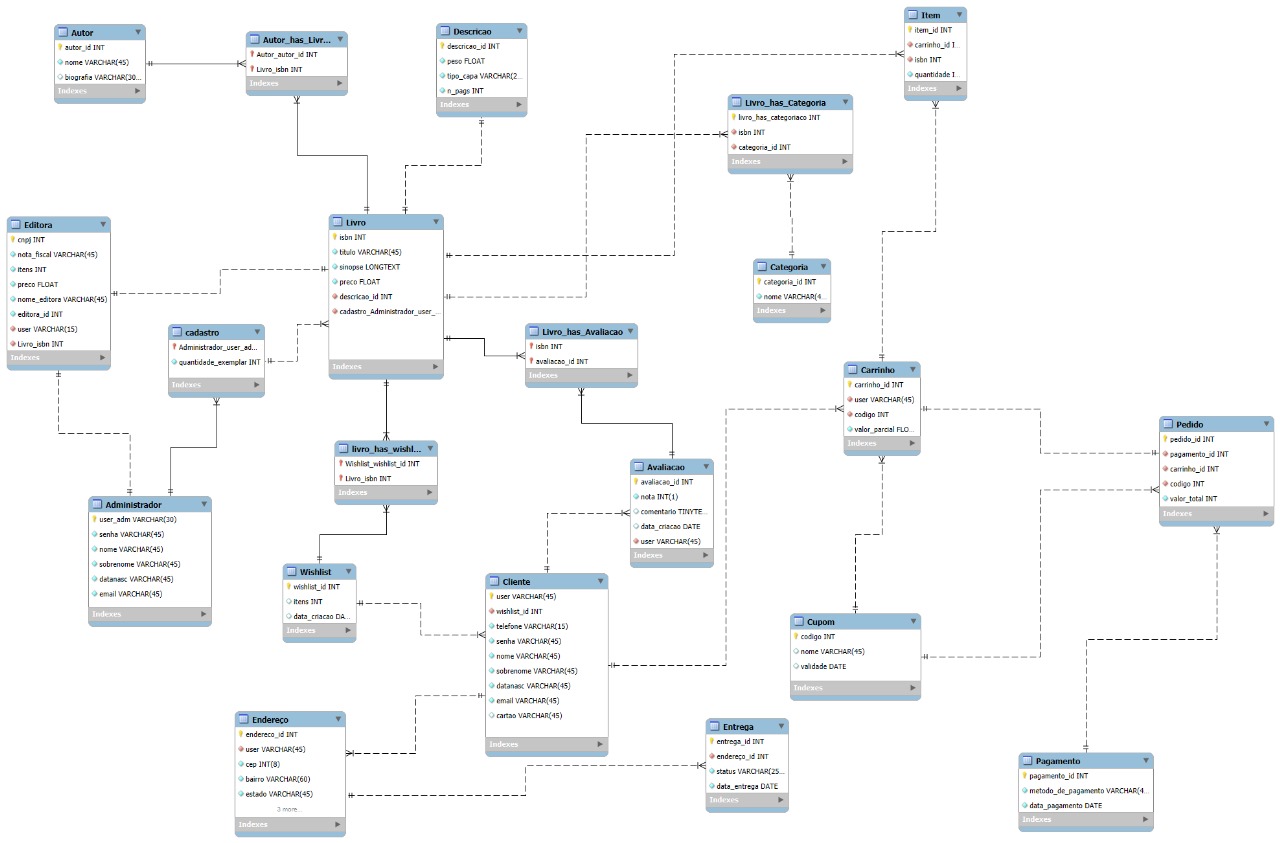 Autor
autor_id INT
nome VARCHAR(45)
biografia VARCHAR(30...
Indexes
Autor_has_Livr...
Autor_autor_id INT
Livro_isbn INT
Indexes
Descricao
descricao_id INT
peso FLOAT
tipo_capa VARCHAR(2...
n_pags INT
Indexes
Item
item_id INT
carrinho_id I...
isbn INT
quantidade I...
Indexes
Livro_has_Categoria
livro_has_categoriaco INT
isbn INT
categoria_id INT
Indexes
Editora
cnpj INT
nota_fiscal VARCHAR(45)
itens INT
preco FLOAT
nome_editora VARCHAR(45)
editora_id INT
user VARCHAR(15)
Livro_isbn INT
Indexes
Livro
isbn INT
titulo VARCHAR(45)
sinopse LONGTEXT
preco FLOAT
descricao_id INT
cadastro_Administrador_user_...
Indexes
Categoria
categoria_id INT
nome VARCHAR(4...
Indexes
cadastro
Administrador_user_ad...
quantidade_exemplar INT
Indexes
Livro_has_Avaliacao
isbn INT
avaliacao_id INT
Indexes
Carrinho
carrinho_id INT
user VARCHAR(45)
codigo INT
valor_parcial FLO...
Indexes
Pedido
pedido_id INT
pagamento_id INT
carrinho_id INT
codigo INT
valor_total INT
Indexes
livro_has_wishl...
Wishlist_wishlist_id INT
Livro_isbn INT
Indexes
Avaliacao
avaliacao_id INT
nota INT(1)
comentario TINYTE...
data_criacao DATE
user VARCHAR(45)
Indexes
Administrador
user_adm VARCHAR(30)
senha VARCHAR(45)
nome VARCHAR(45)
sobrenome VARCHAR(45)
datanasc VARCHAR(45)
email VARCHAR(45)
Indexes
Wishlist
wishlist_id INT
itens INT
data_criacao DA...
Indexes
Cliente
user VARCHAR(45)
wishlist_id INT
telefone VARCHAR(15)
senha VARCHAR(45)
nome VARCHAR(45)
sobrenome VARCHAR(45)
datanasc VARCHAR(45)
email VARCHAR(45)
cartao VARCHAR(45)
Indexes
Cupom
codigo INT
nome VARCHAR(45)
validade DATE
Indexes
Endereço
endereco_id INT
user VARCHAR(45)
cep INT(8)
bairro VARCHAR(60)
estado VARCHAR(45)
3 more...
Indexes
Entrega
entrega_id INT
endereço_id INT
status VARCHAR(25...
data_entrega DATE
Indexes
Pagamento
pagamento_id INT
metodo_de_pagamento VARCHAR(4...
data_pagamento DATE
Indexes